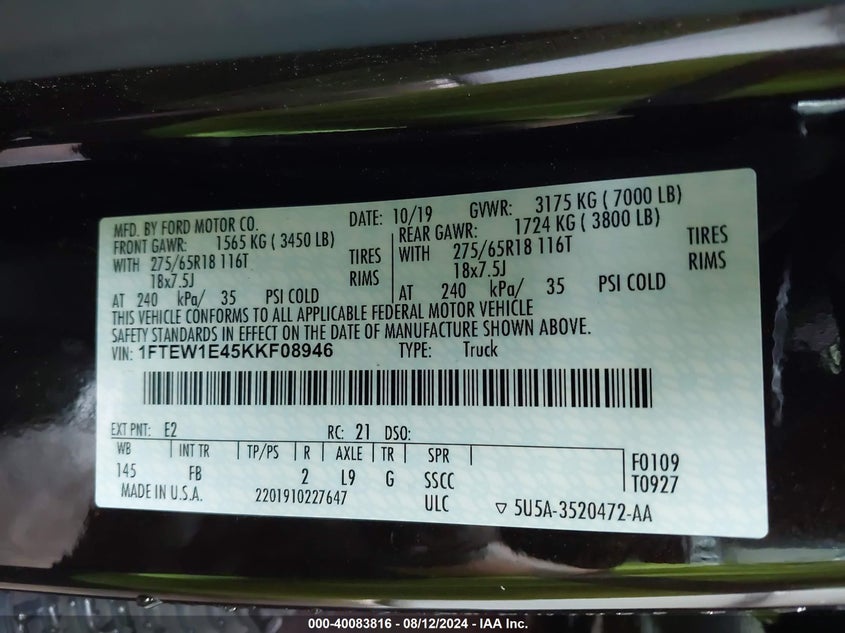 MFD. BY FORD MOTOR CO. DATE: 10/19 GVWR: 3175 KG ( 7000 LB)
FRONT GAWR: 1565 KG ( 3450 LB) REAR GAWR: 1724 KG ( 3800 LB)
WITH 275/65R18 116T TIRES WITH 275/65R18 116T TIRES
18x7.5J RIMS 18x7.5J RIMS
AT 240 kPa/ 35 PSI COLD AT 240 kPa/ 35 PSI COLD
THIS VEHICLE CONFORMS TO ALL APPLICABLE FEDERAL MOTOR VEHICLE
SAFETY STANDARDS IN EFFECT ON THE DATE OF MANUFACTURE SHOWN ABOVE.
VIN: 1FTEW1E45KKF08946 TYPE: Truck
EXT PNT: E2 RC: 21 DSO:
WB INT TR TP/PS R AXLE TR SPR
145 FB 2 L9 G SSCC F0109
ULC T0927
MADE IN U.S.A. 2201910227647 ▽ 5U5A-3520472-AA
000-40083816 - 08/12/2024 - IAA Inc.